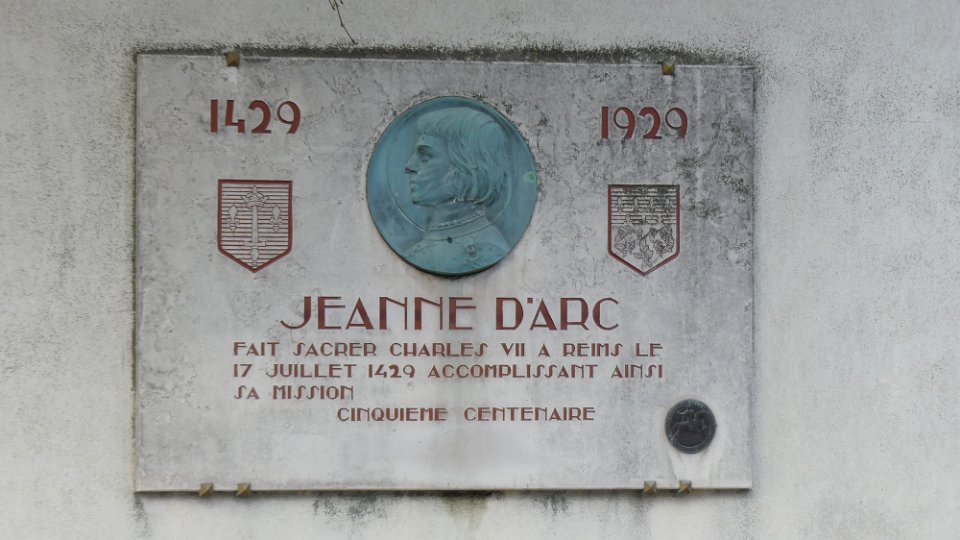 1429
1929
JEANNE D'ARC
FAIT SACRER CHARLES VII A REIMS LE
17 JUILLET 1429 ACCOMPLISSANT AINSI
SA MISSION
CINQUIEME CENTENAIRE